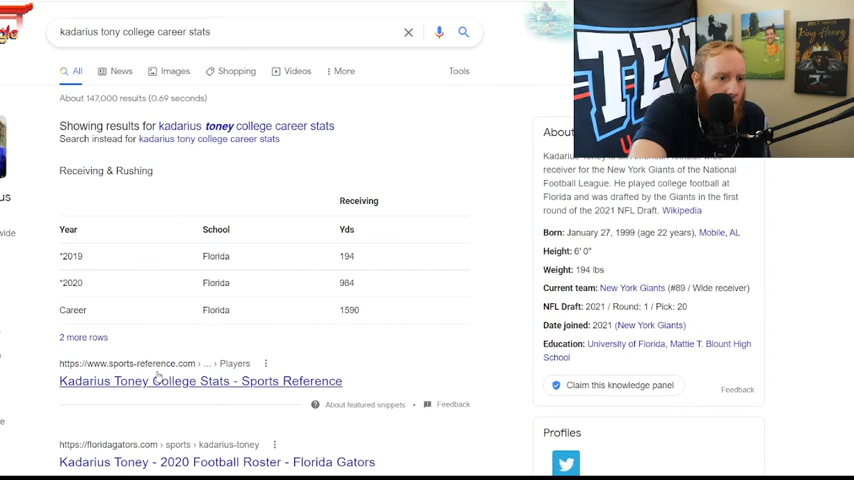 gle
kadarius tony college career stats
All
News
Images
Shopping
Videos
More
Tools
About 147,000 results (0.69 seconds)
Showing results for kadarius toney college career stats
Search instead for kadarius tony college career stats
Receiving & Rushing
Receiving
Year School Yds
*2019 Florida 194
*2020 Florida 984
Career Florida 1590
2 more rows
https://www.sports-reference.com › ... › Players
Kadarius Toney College Stats - Sports Reference
About featured snippets • Feedback
https://floridagators.com › sports › kadarius-toney
Kadarius Toney - 2020 Football Roster - Florida Gators
us
wide
now
e
TEN
King Henry
About
receiver for the New York Giants of the National
Football League. He played college football at
Florida and was drafted by the Giants in the first
round of the 2021 NFL Draft. Wikipedia
Born: January 27, 1999 (age 22 years), Mobile, AL
Height: 6′ 0″
Weight: 194 lbs
Current team: New York Giants (#89 / Wide receiver)
NFL Draft: 2021 / Round: 1 / Pick: 20
Date joined: 2021 (New York Giants)
Education: University of Florida, Mattie T. Blount High
School
Claim this knowledge panel
Feedback
Profiles